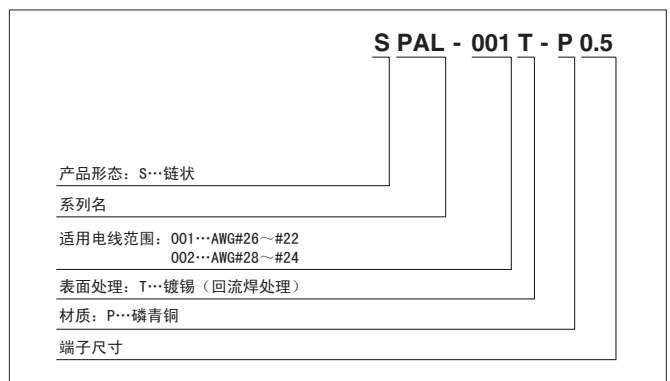 S PAL - 001 T - P 0.5
产品形态：S…链状
系列名
适用电线范围：001…AWG#26～#22
002…AWG#28～#24
表面处理：T…镀锡（回流焊处理）
材质：P…磷青铜
端子尺寸